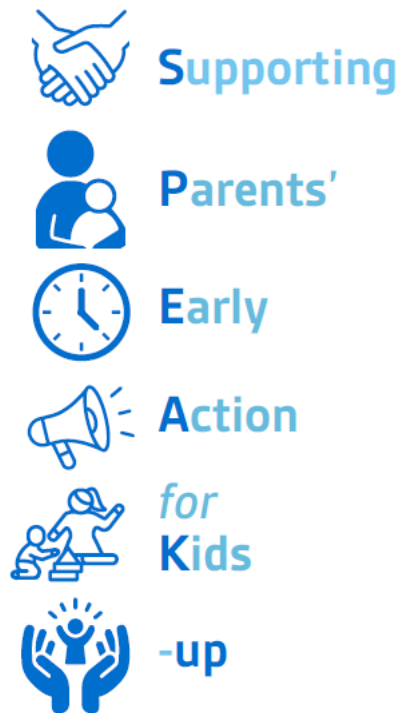 Supporting
Parents'
Early
Action
for
Kids
-up